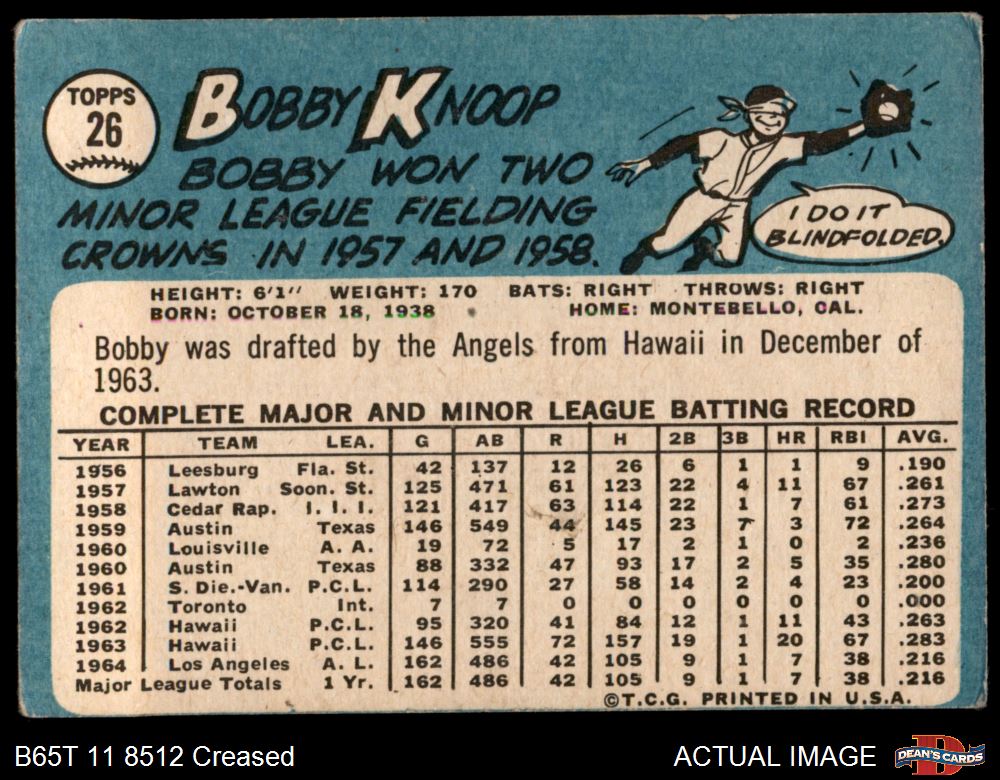 TOPPS
26
BOBBY KNOOP
BOBBY WON TWO
MINOR LEAGUE FIELDING
CROWNS IN 1957 AND 1958.
I DO IT
BLINDFOLDED.
HEIGHT: 6'1" WEIGHT: 170 BATS: RIGHT THROWS: RIGHT
BORN: OCTOBER 18, 1938 HOME: MONTEBELLO, CAL.
Bobby was drafted by the Angels from Hawaii in December of
1963.
COMPLETE MAJOR AND MINOR LEAGUE BATTING RECORD
YEAR TEAM LEA. G AB R H 2B 3B HR RBI AVG.
1956 Leesburg Fla. St. 42 137 12 26 6 1 1 9 .190
1957 Lawton Soon. St. 125 471 61 123 22 4 11 67 .261
1958 Cedar Rap. I. I. I. 121 417 63 114 22 1 7 61 .273
1959 Austin Texas 146 549 44 145 23 7 3 72 .264
1960 Louisville A. A. 19 72 5 17 2 1 0 2 .236
1960 Austin Texas 88 332 47 93 17 2 5 35 .280
1961 S. Die.-Van. P.C.L. 114 290 27 58 14 2 4 23 .200
1962 Toronto Int. 7 7 0 0 0 0 0 0 .000
1962 Hawaii P.C.L. 95 320 41 84 12 1 11 43 .263
1963 Hawaii P.C.L. 146 555 72 157 19 1 20 67 .283
1964 Los Angeles A. L. 162 486 42 105 9 1 7 38 .216
Major League Totals 1 Yr. 162 486 42 105 9 1 7 38 .216
©T.C.G. PRINTED IN U.S.A.
B65T 11 8512 Creased ACTUAL IMAGE
DEAN'S CARDS